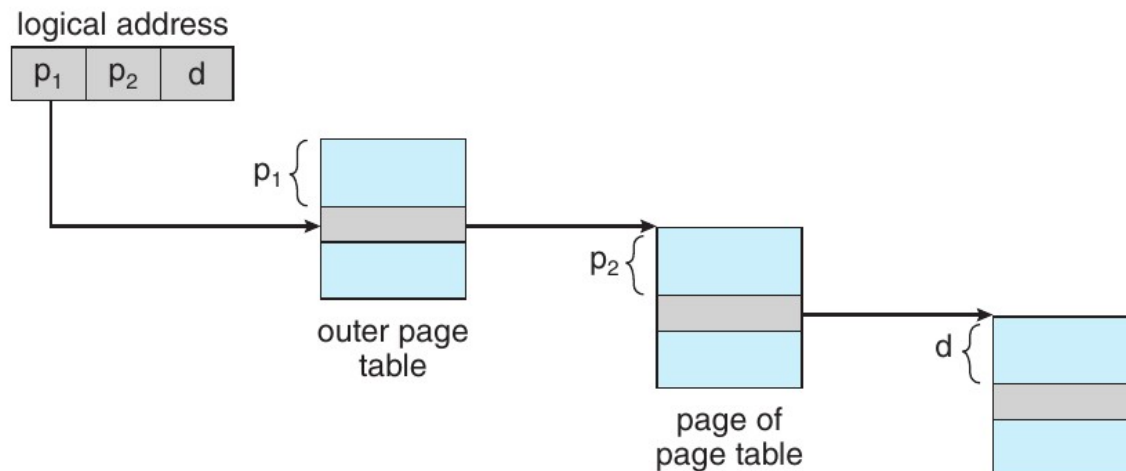 logical address
p₁ p₂ d
p₁
outer page
table
p₂
page of
page table
d